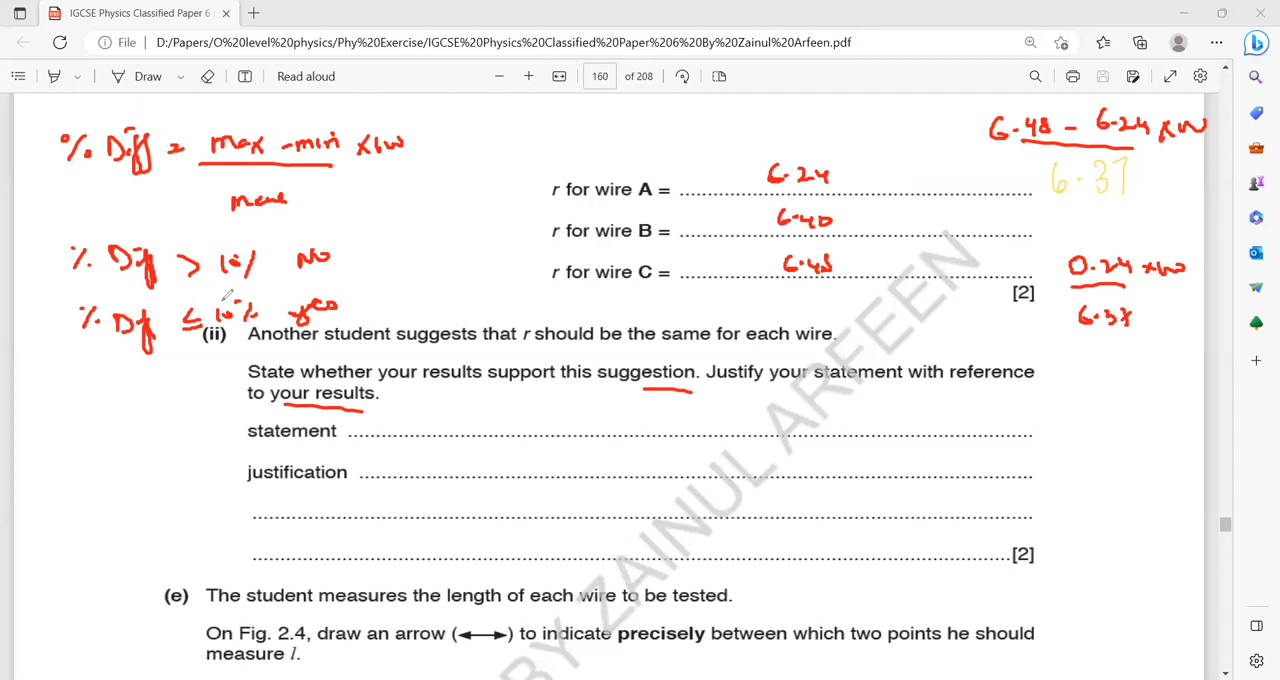 IGCSE Physics Classified Paper 6
File D:/Papers/O%20level%20physics/Phy%20Exercise/IGCSE%20Physics%20Classified%20Paper%206%20By%20Zainul%20Arfeen.pdf
Draw Read aloud 160 of 208
% Diff = max - min x 100
mean
6.48 - 6.24 x 100
6.37
r for wire A = 6.24
r for wire B = 6.40
r for wire C = 6.48
[2]
% Diff > 10% No
% Diff ≤ 10% yes
0.24 x 100
6.37
(ii) Another student suggests that r should be the same for each wire.
State whether your results support this suggestion. Justify your statement with reference
to your results.
statement
justification
[2]
(e) The student measures the length of each wire to be tested.
On Fig. 2.4, draw an arrow (↔) to indicate precisely between which two points he should
measure l.
BY ZAINUL ARFEEN